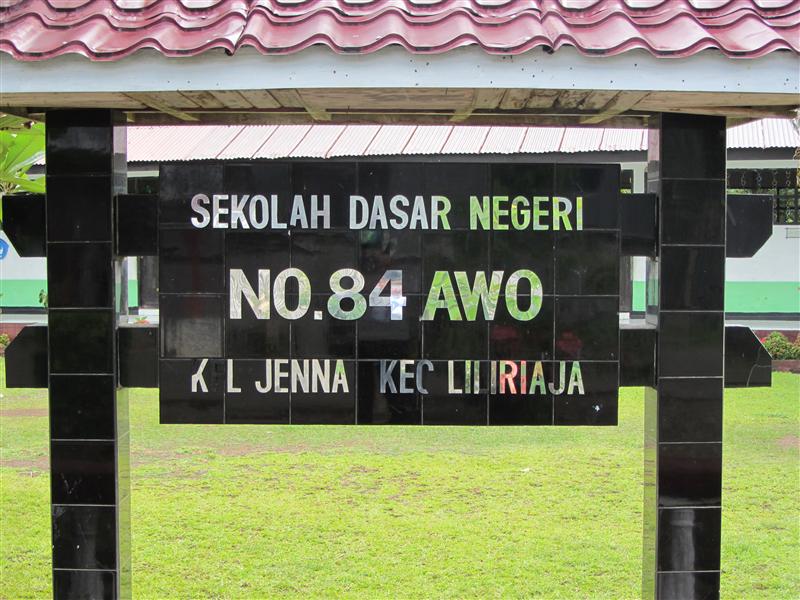 SEKOLAH DASAR NEGERI
NO.84 AWO
K L JENNA KEC LILIRIAJA